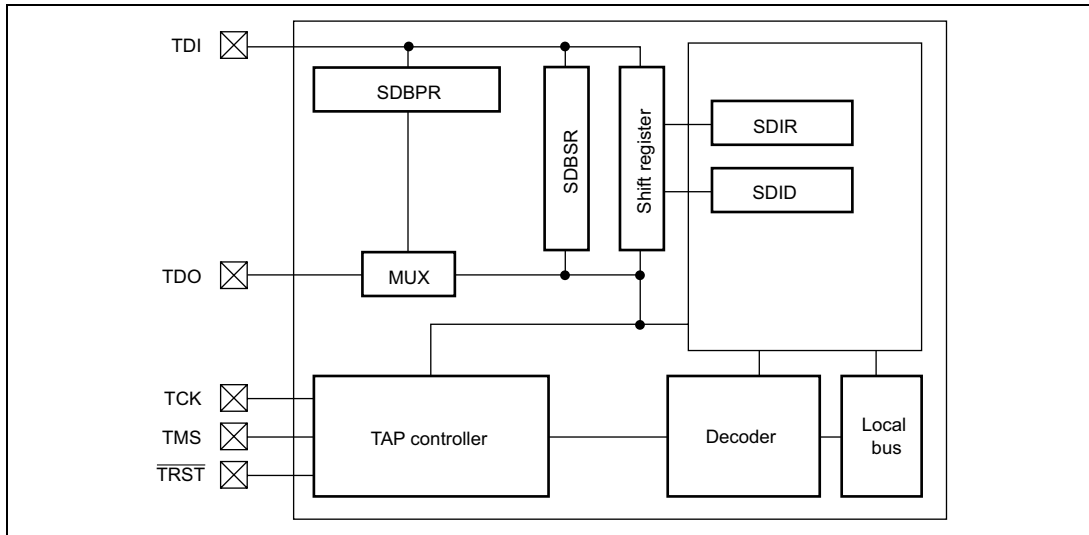 TDI
SDBPR
SDBSR
Shift register
SDIR
SDID
TDO
MUX
TCK
TMS
TRST
TAP controller
Decoder
Local
bus